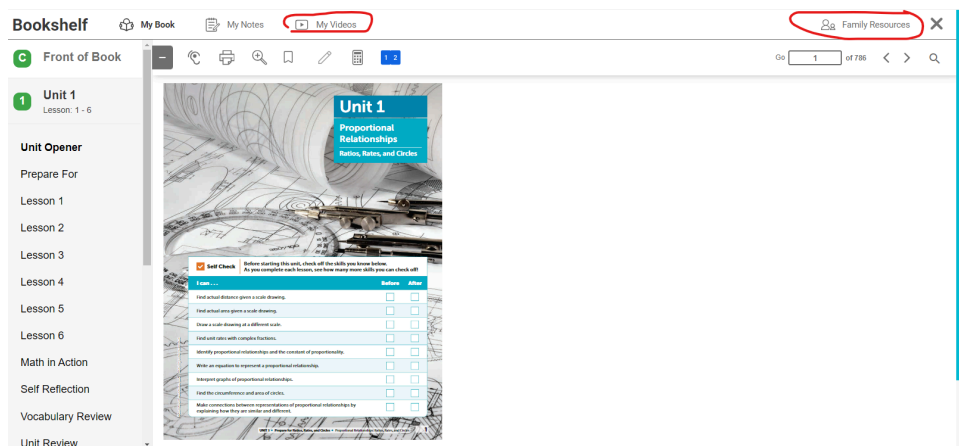 Bookshelf My Book My Notes My Videos Family Resources
C Front of Book
Go 1 of 786
1 2
1 Unit 1
Lesson: 1 - 6
Unit Opener
Prepare For
Lesson 1
Lesson 2
Lesson 3
Lesson 4
Lesson 5
Lesson 6
Math in Action
Self Reflection
Vocabulary Review
Unit Review
Unit 1
Proportional
Relationships
Ratios, Rates, and Circles
Self Check
Before starting this unit, check off the skills you know below.
As you complete each lesson, see how many more skills you can check off!
I can . . . Before After
Find actual distance given a scale drawing.
Find actual area given a scale drawing.
Draw a scale drawing at a different scale.
Find unit rates with complex fractions.
Identify proportional relationships and the constant of proportionality.
Write an equation to represent a proportional relationship.
Interpret graphs of proportional relationships.
Find the circumference and area of circles.
Make connections between representations of proportional relationships by
explaining how they are similar and different.